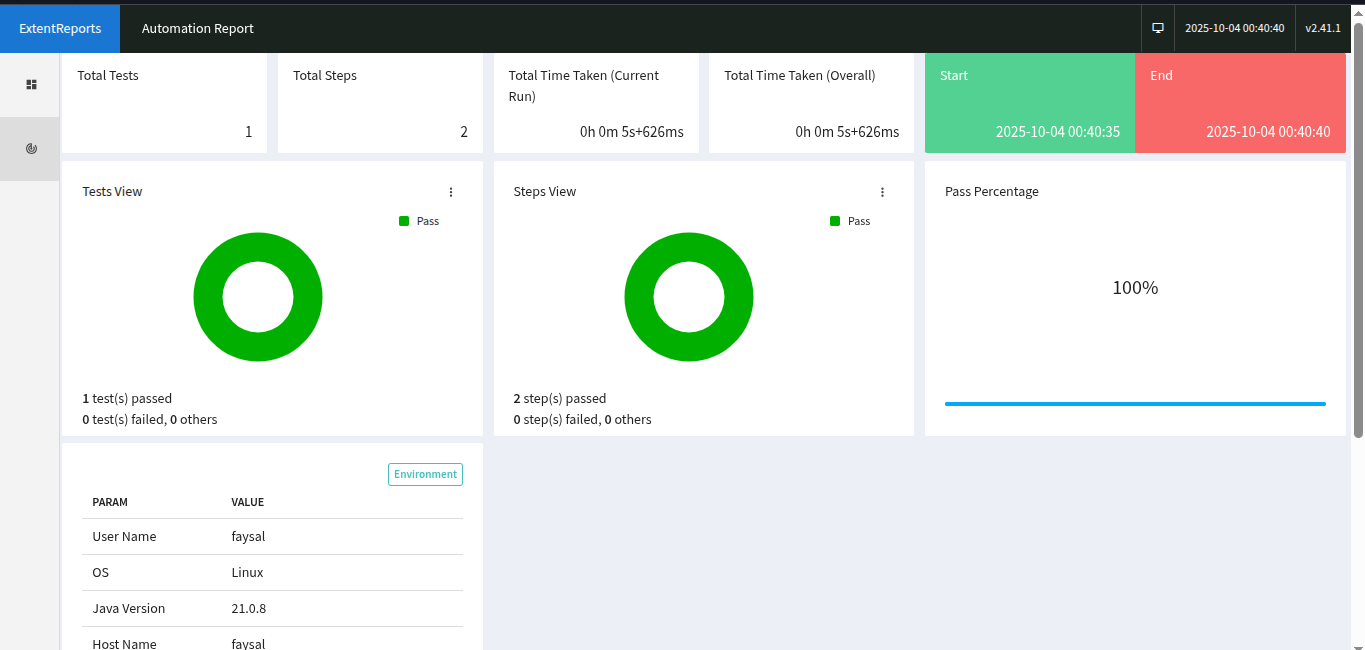 ExtentReports
Automation Report
2025-10-04 00:40:40
v2.41.1
Total Tests
1
Total Steps
2
Total Time Taken (Current
Run)
0h 0m 5s+626ms
Total Time Taken (Overall)
0h 0m 5s+626ms
Start
2025-10-04 00:40:35
End
2025-10-04 00:40:40
Tests View
Pass
1 test(s) passed
0 test(s) failed, 0 others
Steps View
Pass
2 step(s) passed
0 step(s) failed, 0 others
Pass Percentage
100%
Environment
PARAM VALUE
User Name faysal
OS Linux
Java Version 21.0.8
Host Name faysal